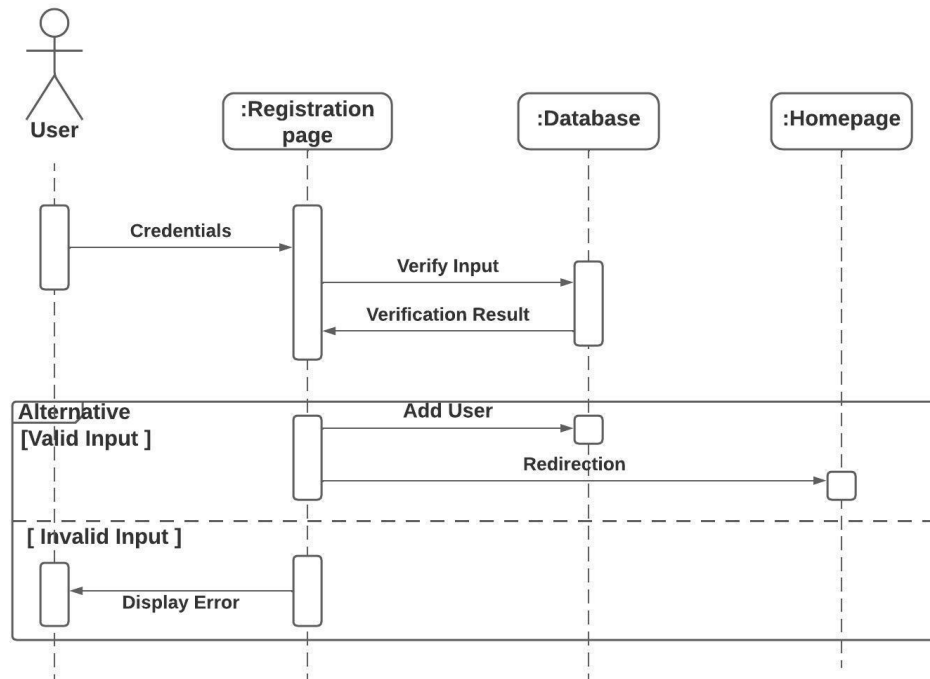 User
:Registration
page
:Database
:Homepage
Credentials
Verify Input
Verification Result
Alternative
[Valid Input ]
Add User
Redirection
[ Invalid Input ]
Display Error